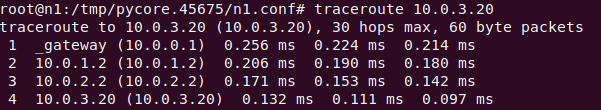 root@n1:/tmp/pycore.45675/n1.conf# traceroute 10.0.3.20
traceroute to 10.0.3.20 (10.0.3.20), 30 hops max, 60 byte packets
 1  _gateway (10.0.0.1)  0.256 ms  0.224 ms  0.214 ms
 2  10.0.1.2 (10.0.1.2)  0.206 ms  0.190 ms  0.180 ms
 3  10.0.2.2 (10.0.2.2)  0.171 ms  0.153 ms  0.142 ms
 4  10.0.3.20 (10.0.3.20)  0.132 ms  0.111 ms  0.097 ms